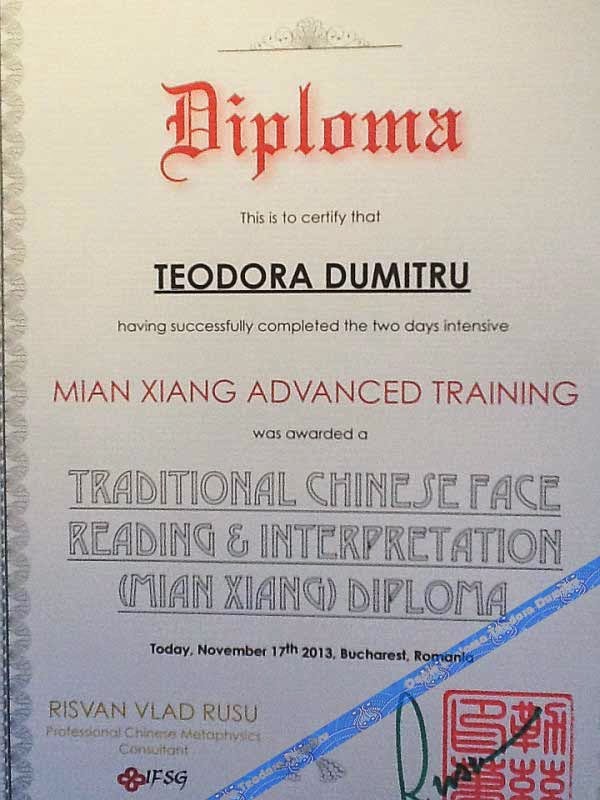 Diploma
This is to certify that
TEODORA DUMITRU
having successfully completed the two days intensive
MIAN XIANG ADVANCED TRAINING
was awarded a
TRADITIONAL CHINESE FACE
READING & INTERPRETATION
(MIAN XIANG) DIPLOMA
Today, November 17th 2013, Bucharest, Romania
Teodora Dumitru
RISVAN VLAD RUSU
Professional Chinese Metaphysics
Consultant
IFSG